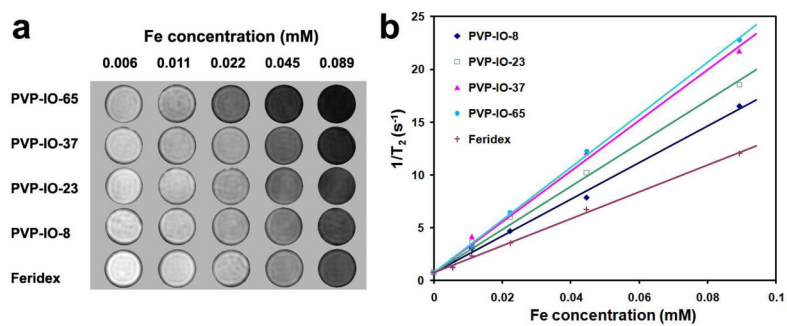 a
Fe concentration (mM)
0.006 0.011 0.022 0.045 0.089
PVP-IO-65
PVP-IO-37
PVP-IO-23
PVP-IO-8
Feridex
b
25
20
15
10
5
0
1/T2 (s-1)
PVP-IO-8
PVP-IO-23
PVP-IO-37
PVP-IO-65
Feridex
0 0.02 0.04 0.06 0.08 0.1
Fe concentration (mM)